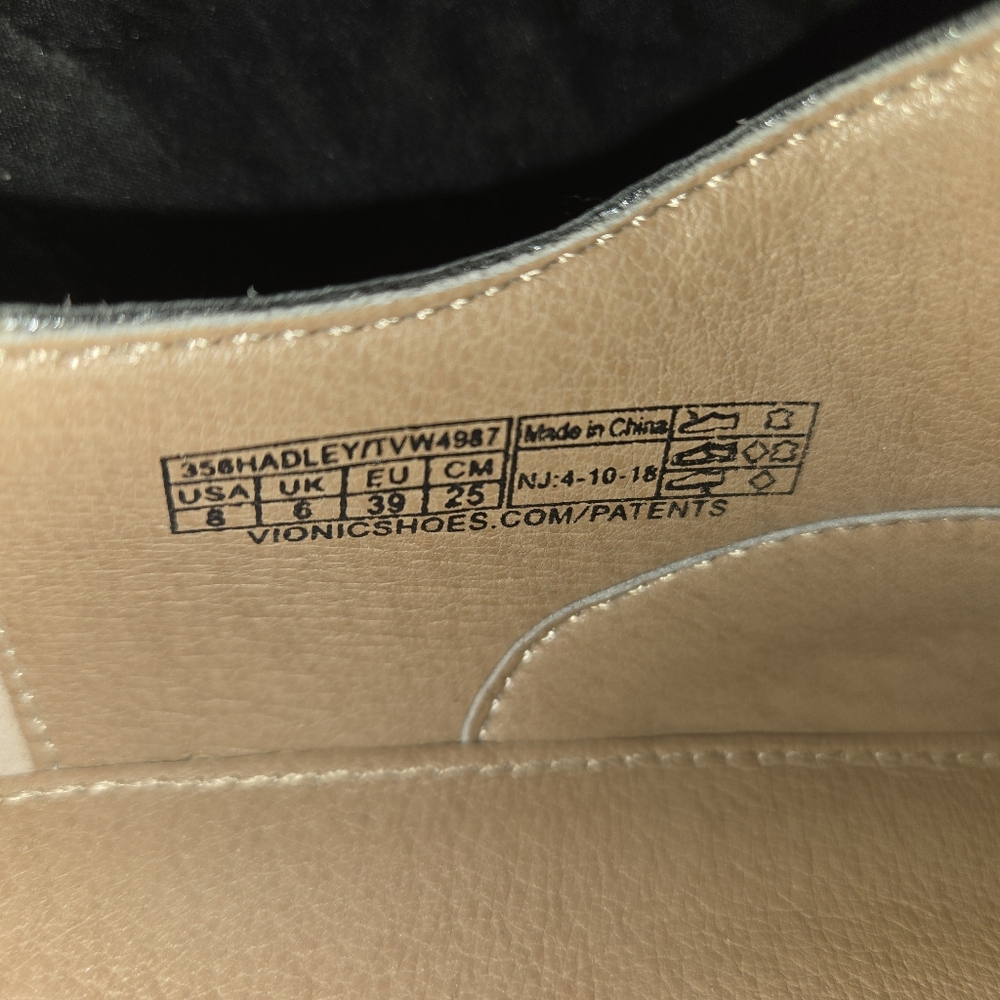 356HADLEY/TVW4987
USA UK EU CM
8 6 39 25
Made in China
NJ:4-10-18
VIONICSHOES.COM/PATENTS